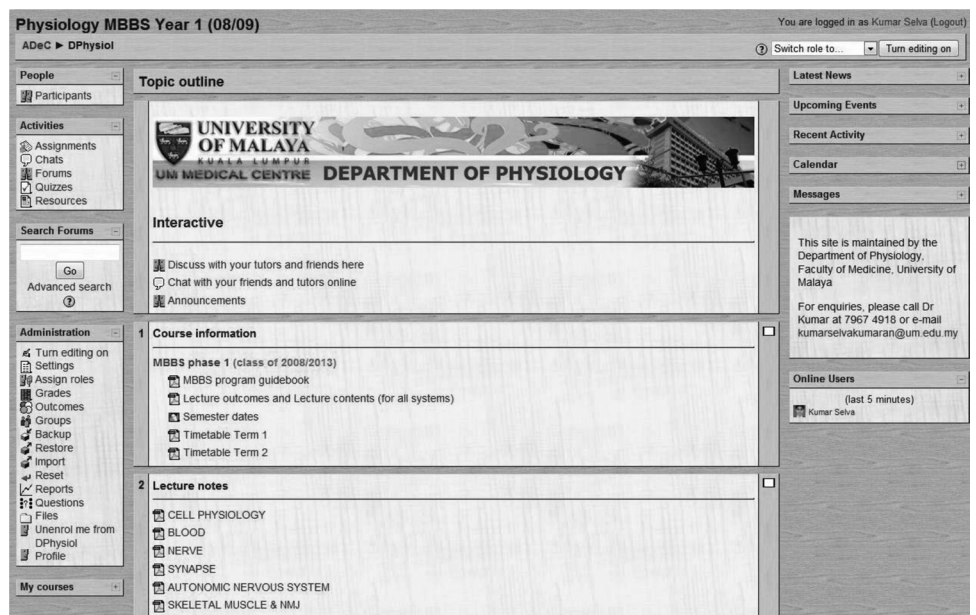 Physiology MBBS Year 1 (08/09)
You are logged in as Kumar Selva (Logout)
ADeC ► DPhysiol
Switch role to...
Turn editing on
People
Participants
Activities
Assignments
Chats
Forums
Quizzes
Resources
Search Forums
Go
Advanced search
Administration
Turn editing on
Settings
Assign roles
Grades
Outcomes
Groups
Backup
Restore
Import
Reset
Reports
Questions
Files
Unenrol me from
DPhysiol
Profile
My courses
Topic outline
UNIVERSITY
OF MALAYA
KUALA LUMPUR
UM MEDICAL CENTRE DEPARTMENT OF PHYSIOLOGY
Interactive
Discuss with your tutors and friends here
Chat with your friends and tutors online
Announcements
1 Course information
MBBS phase 1 (class of 2008/2013)
MBBS program guidebook
Lecture outcomes and Lecture contents (for all systems)
Semester dates
Timetable Term 1
Timetable Term 2
2 Lecture notes
CELL PHYSIOLOGY
BLOOD
NERVE
SYNAPSE
AUTONOMIC NERVOUS SYSTEM
SKELETAL MUSCLE & NMJ
Latest News
Upcoming Events
Recent Activity
Calendar
Messages
This site is maintained by the
Department of Physiology,
Faculty of Medicine, University of
Malaya
For enquiries, please call Dr
Kumar at 7967 4918 or e-mail
kumarselvakumaran@um.edu.my
Online Users
(last 5 minutes)
Kumar Selva